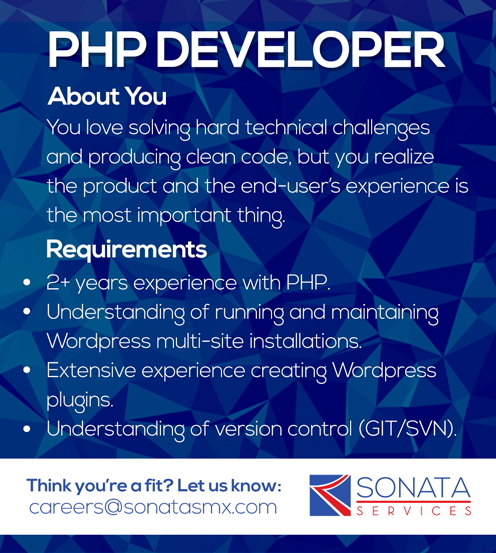 PHP DEVELOPER
About You
You love solving hard technical challenges
and producing clean code, but you realize
the product and the end-user's experience is
the most important thing.
Requirements
• 2+ years experience with PHP.
• Understanding of running and maintaining
Wordpress multi-site installations.
• Extensive experience creating Wordpress
plugins.
• Understanding of version control (GIT/SVN).
Think you're a fit? Let us know:
careers@sonatasmx.com
SONATA
SERVICES